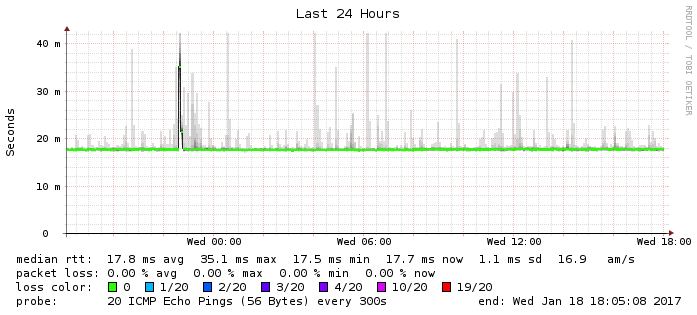 Last 24 Hours
RRDTOOL / TOBI OETIKER
Seconds
40 m
30 m
20 m
10 m
0
Wed 00:00 Wed 06:00 Wed 12:00 Wed 18:00
median rtt: 17.8 ms avg 35.1 ms max 17.5 ms min 17.7 ms now 1.1 ms sd 16.9 am/s
packet loss: 0.00 % avg 0.00 % max 0.00 % min 0.00 % now
loss color: 0 1/20 2/20 3/20 4/20 10/20 19/20
probe: 20 ICMP Echo Pings (56 Bytes) every 300s end: Wed Jan 18 18:05:08 2017